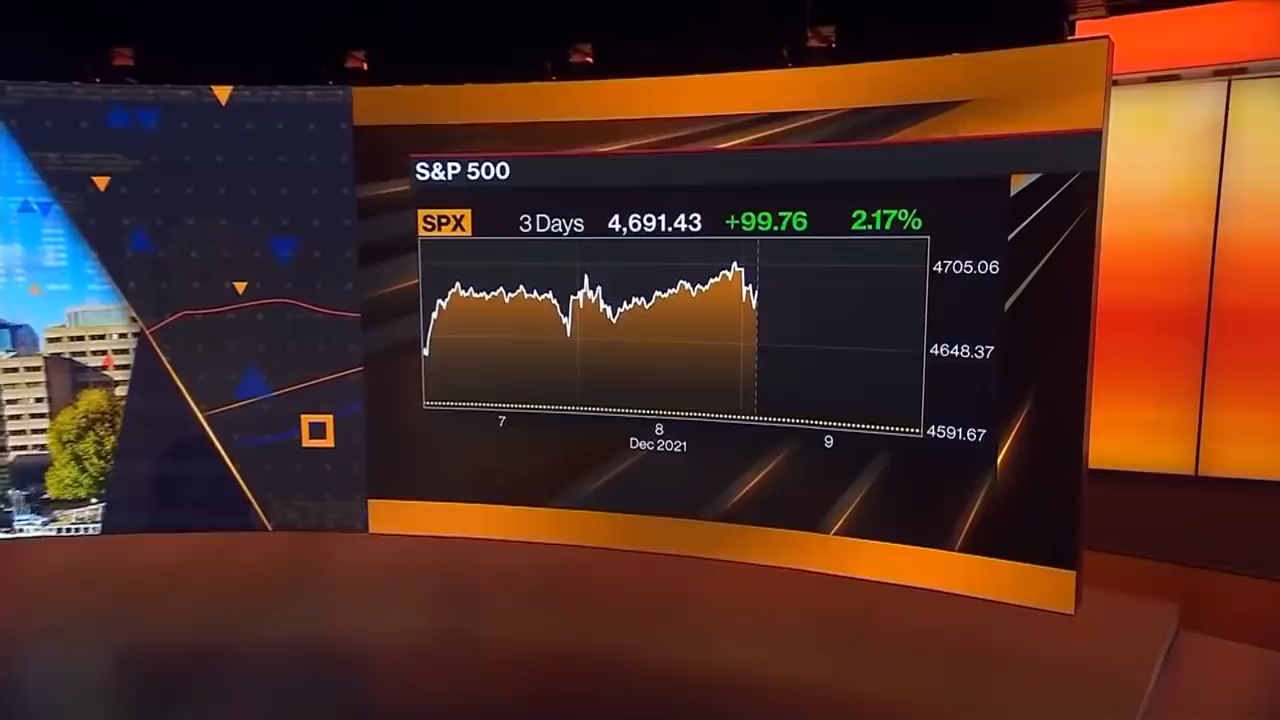 S&P 500
SPX 3 Days 4,691.43 +99.76 2.17%
4705.06
4648.37
4591.67
7 8 9
Dec 2021